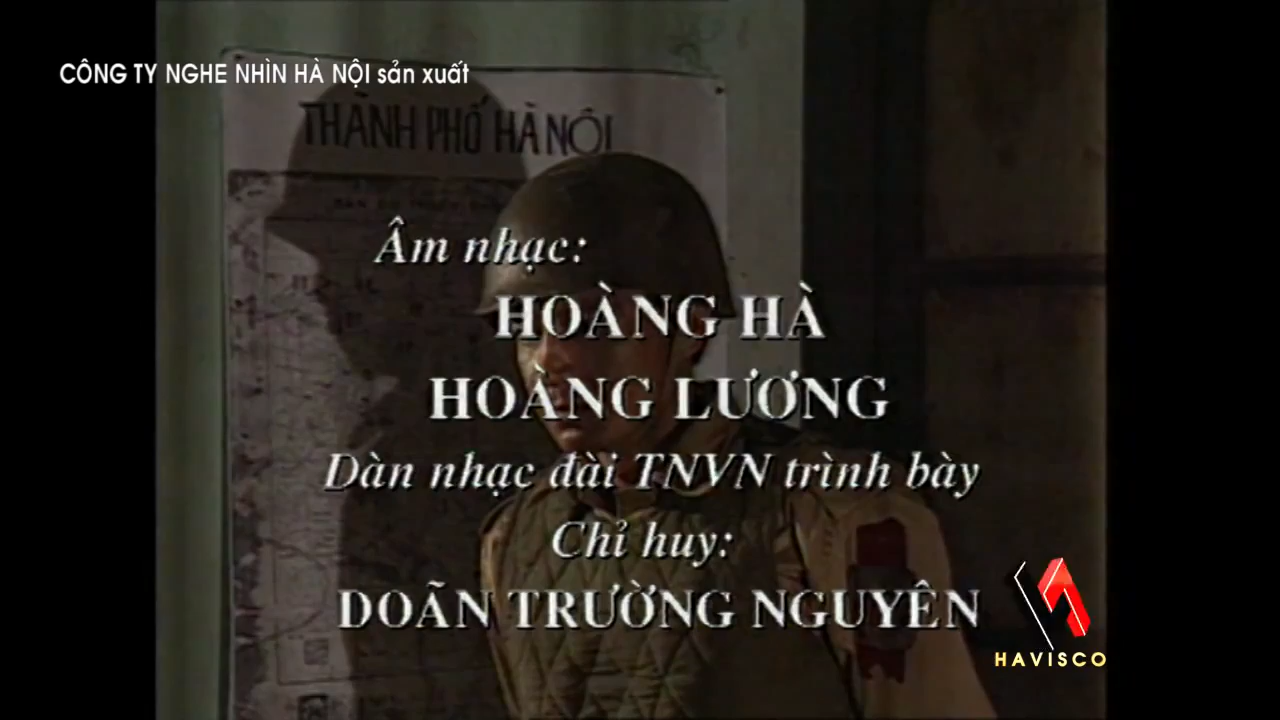 CÔNG TY NGHE NHÌN HÀ NỘI sản xuất
THÀNH PHỐ HÀ NỘI
Âm nhạc:
HOÀNG HÀ
HOÀNG LƯƠNG
Dàn nhạc đài TNVN trình bày
Chỉ huy:
DOÃN TRƯỜNG NGUYÊN
HAVISCO